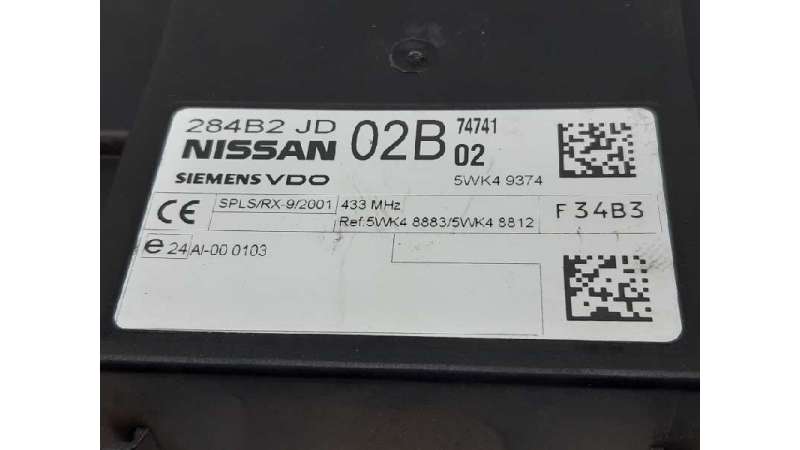 284B2 JD 02B 74741
NISSAN 02
SIEMENS VDO 5WK4 9374
CE SPLS/RX-9/2001 433 MHz F34B3
Ref:5WK4 8883/5WK4 8812
e24 AI-00 0103